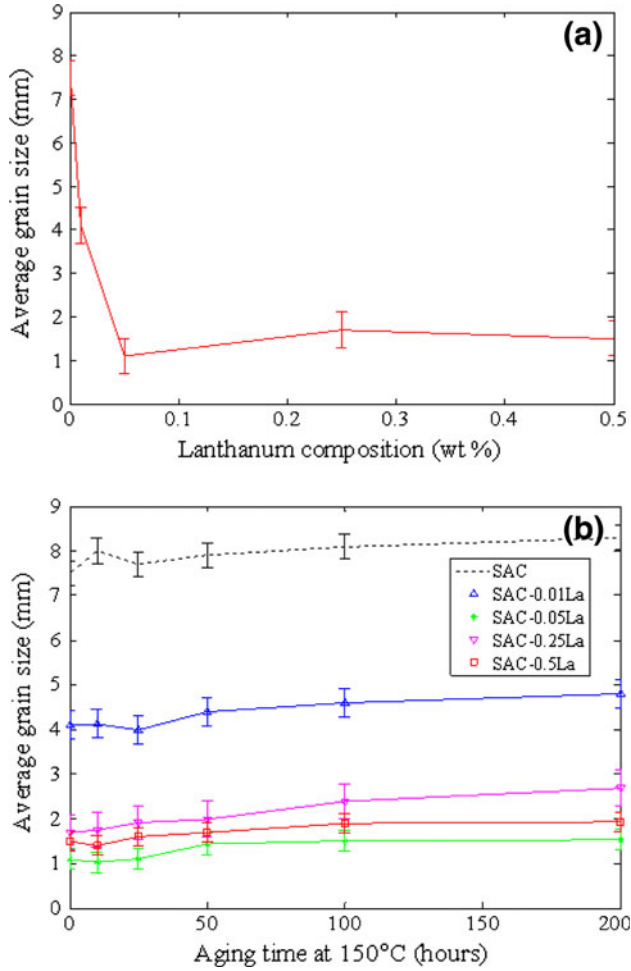 (a)
Average grain size (mm)
9
8
7
6
5
4
3
2
1
0
0 0.1 0.2 0.3 0.4 0.5
Lanthanum composition (wt %)
(b)
Average grain size (mm)
9
8
7
6
5
4
3
2
1
0
SAC
SAC-0.01La
SAC-0.05La
SAC-0.25La
SAC-0.5La
0 50 100 150 200
Aging time at 150°C (hours)